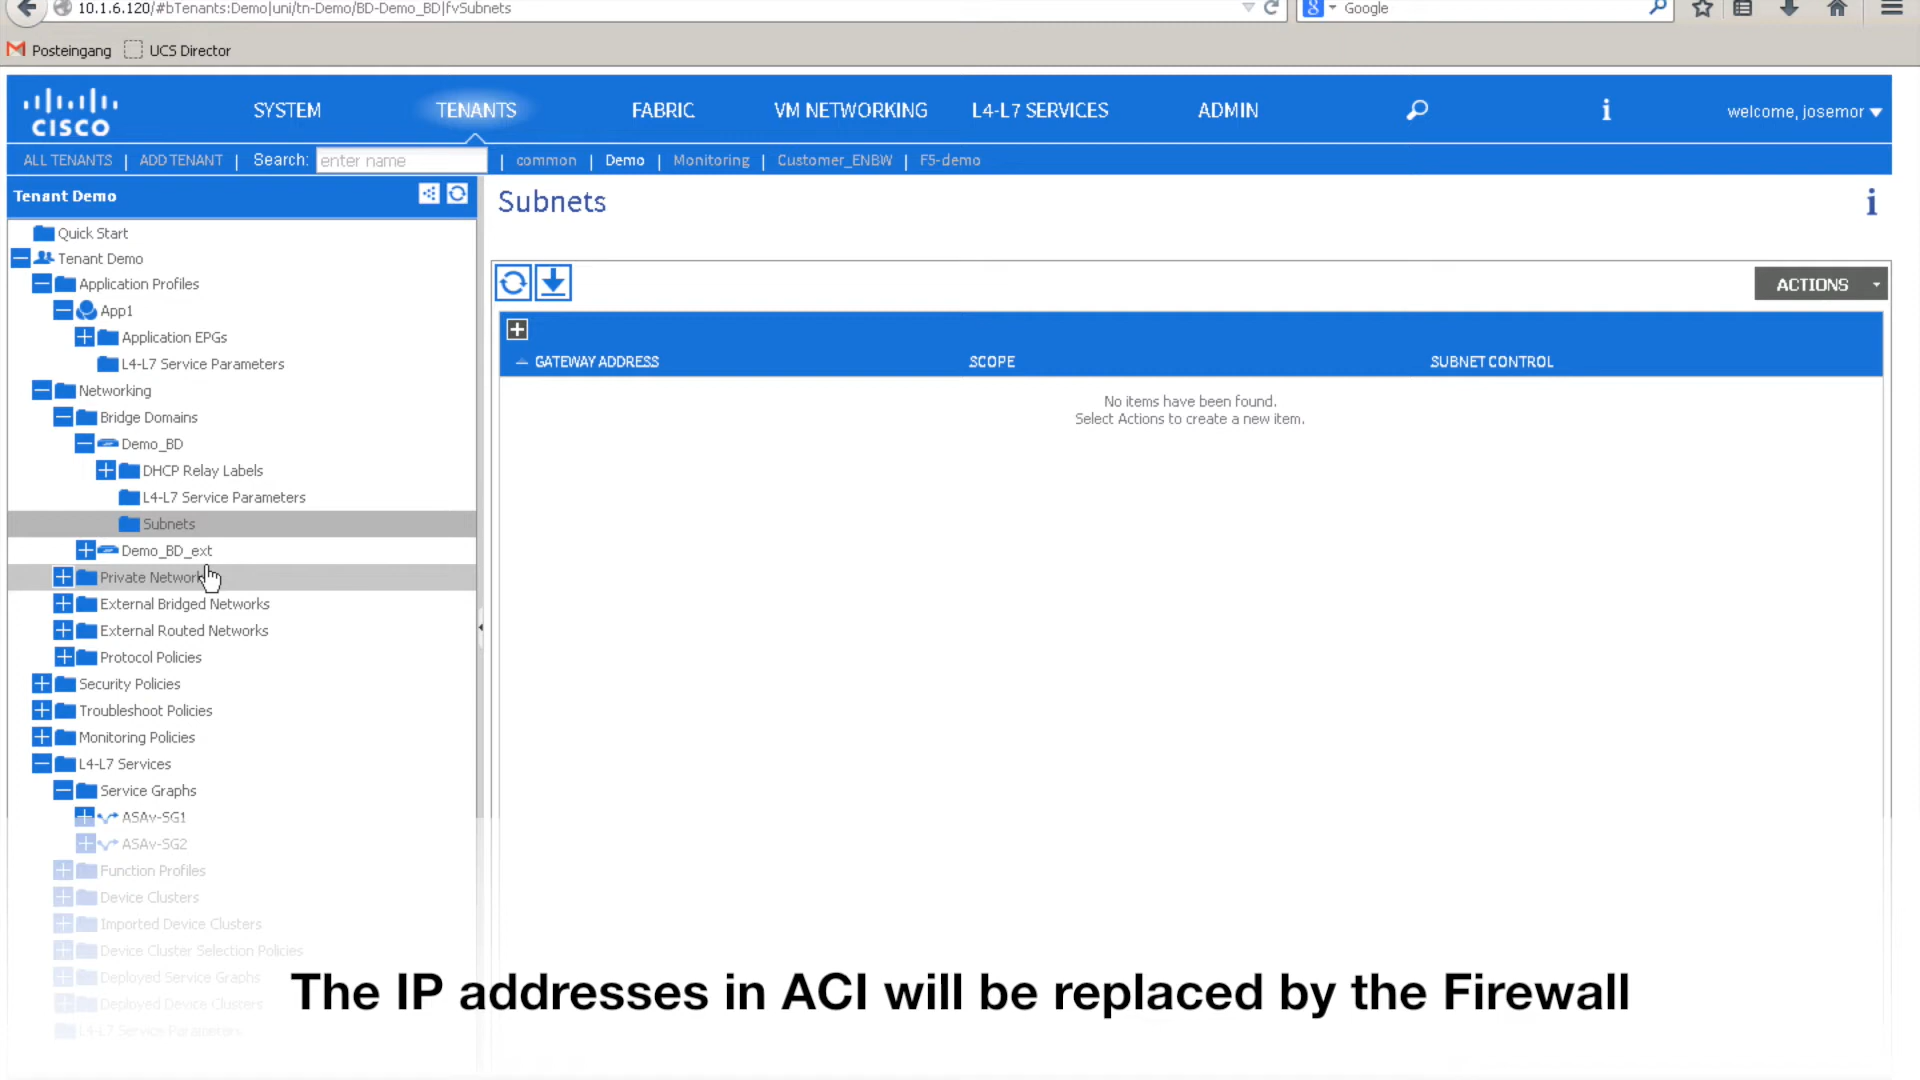 10.1.6.120/#bTenants:Demo|uni/tn-Demo/BD-Demo_BD|fvSubnets
Google
Posteingang
UCS Director
CISCO
SYSTEM
TENANTS
FABRIC
VM NETWORKING
L4-L7 SERVICES
ADMIN
welcome, josemor
ALL TENANTS | ADD TENANT | Search: enter name | common | Demo | Monitoring | Customer_ENBW | F5-demo
Tenant Demo
Quick Start
Tenant Demo
Application Profiles
App1
Application EPGs
L4-L7 Service Parameters
Networking
Bridge Domains
Demo_BD
DHCP Relay Labels
L4-L7 Service Parameters
Subnets
Demo_BD_ext
Private Network
External Bridged Networks
External Routed Networks
Protocol Policies
Security Policies
Troubleshoot Policies
Monitoring Policies
L4-L7 Services
Service Graphs
ASAv-SG1
ASAv-SG2
Function Profiles
Device Clusters
Imported Device Clusters
Device Cluster Selection Policies
Deployed Service Graphs
Deployed Device Clusters
L4-L7 Service Parameters
Subnets
ACTIONS
GATEWAY ADDRESS
SCOPE
SUBNET CONTROL
No items have been found.
Select Actions to create a new item.
The IP addresses in ACI will be replaced by the Firewall